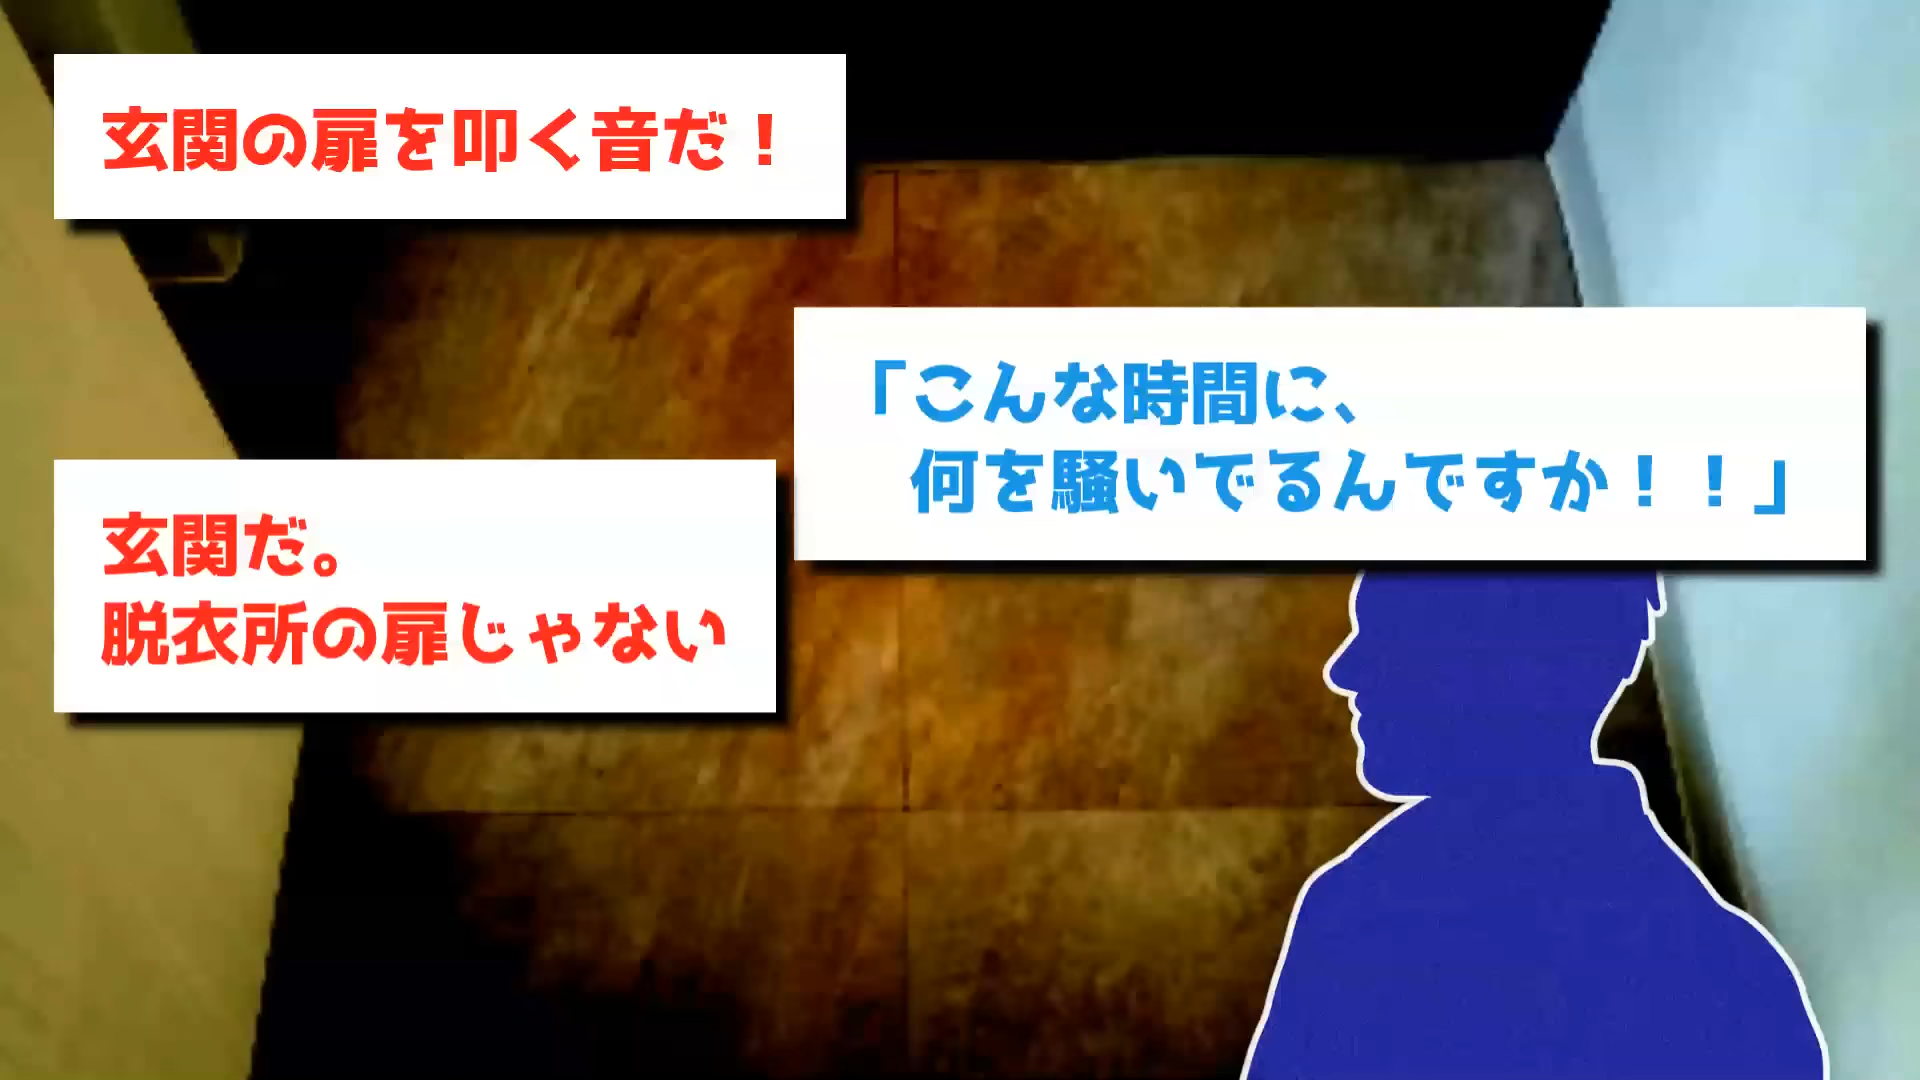 玄関の扉を叩く音だ！
「こんな時間に、
何を騒いでるんですか！！」
玄関だ。
脱衣所の扉じゃない